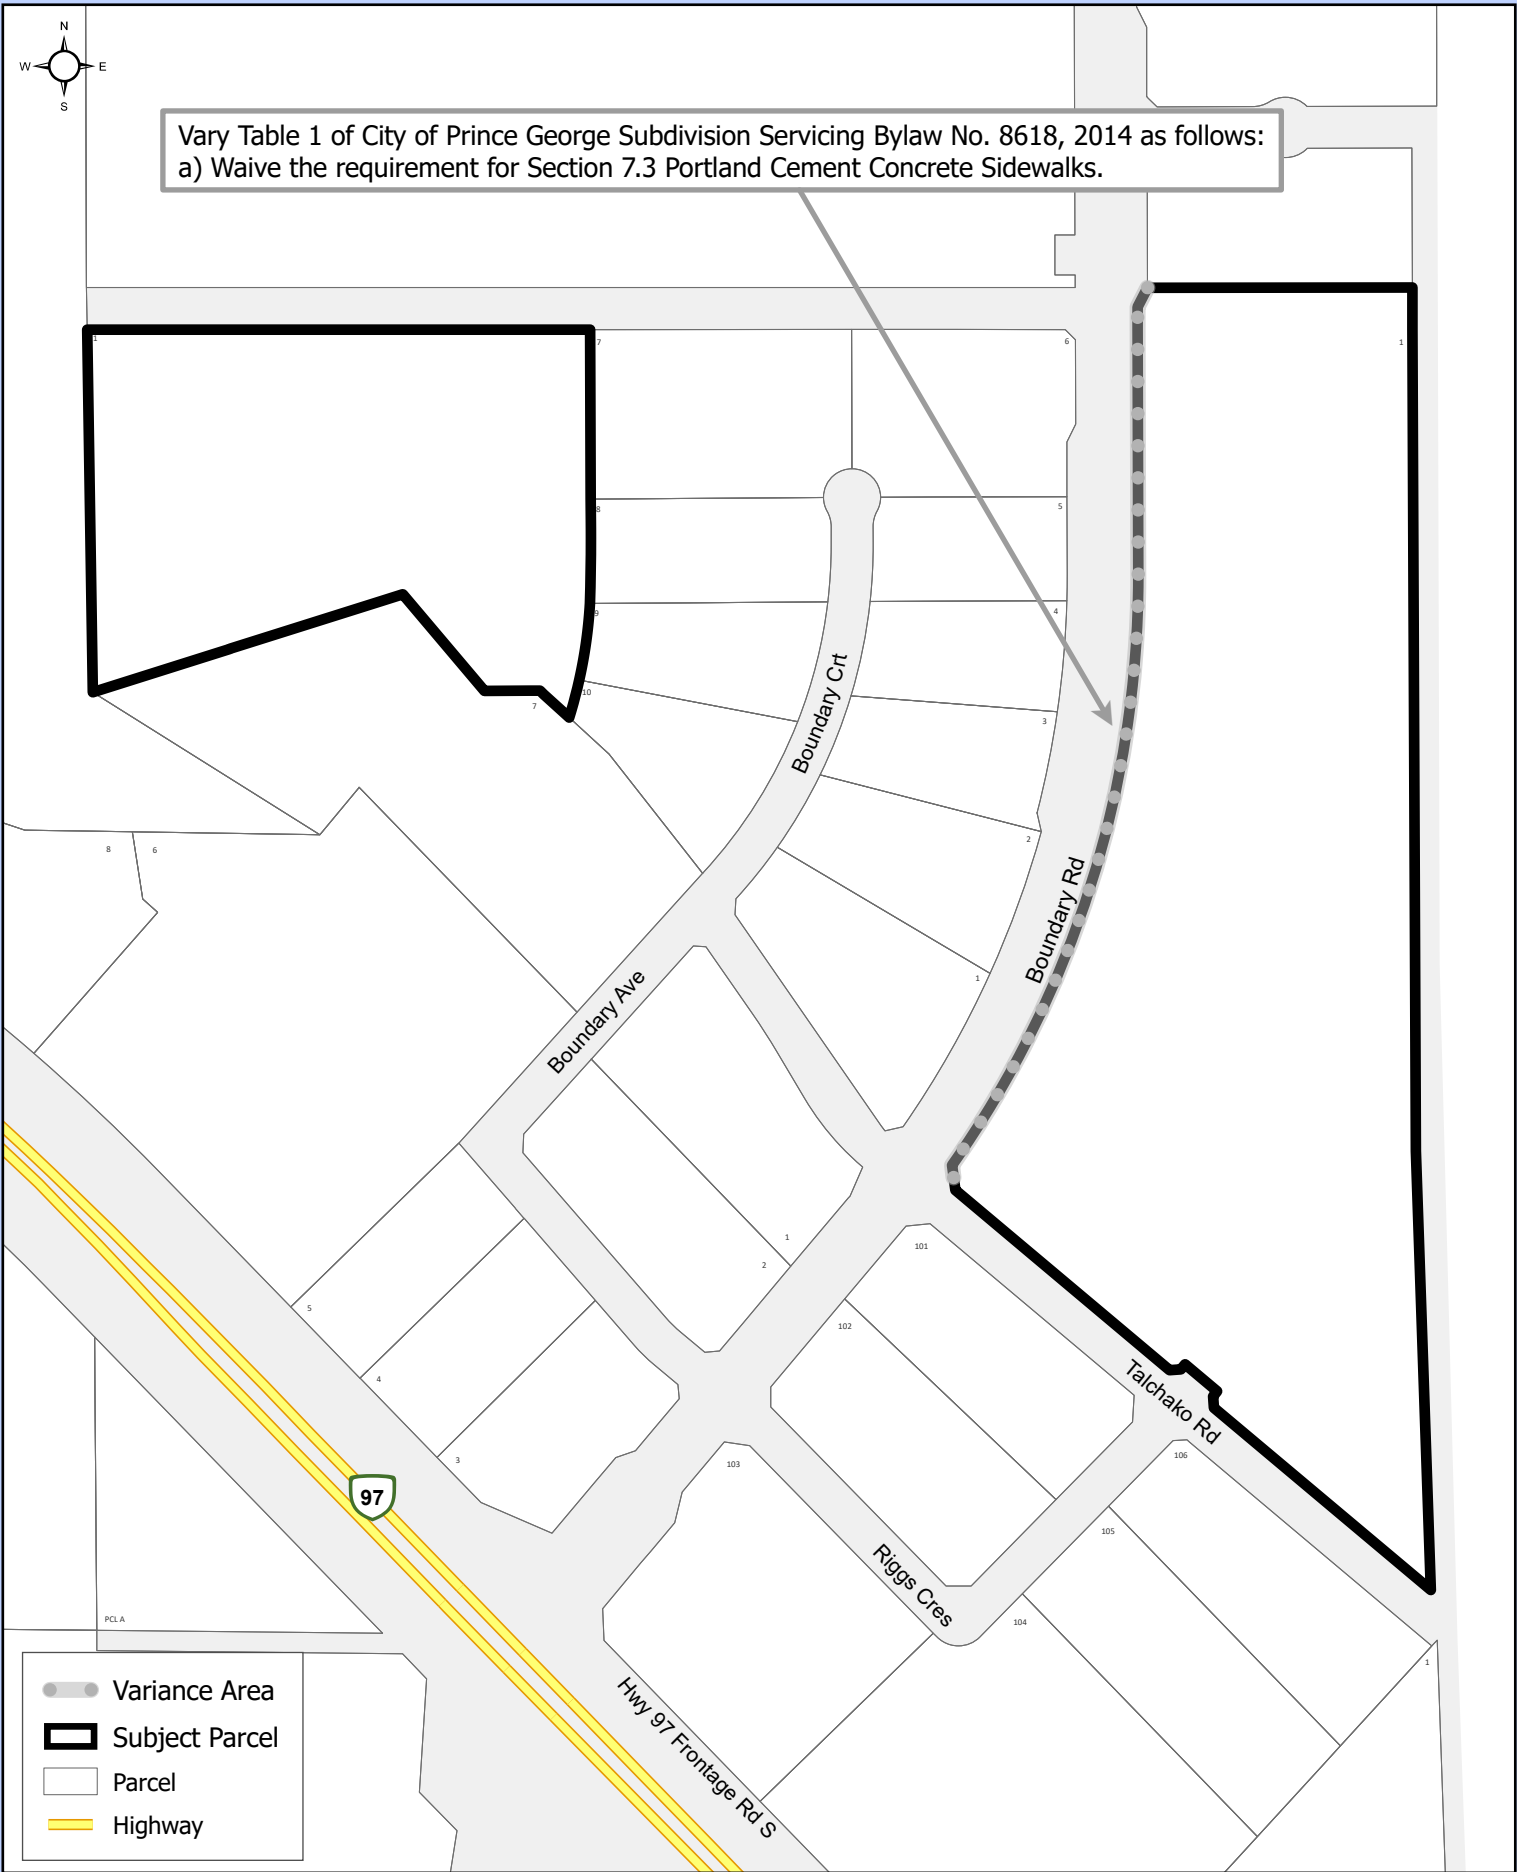 N
W E
S
Vary Table 1 of City of Prince George Subdivision Servicing Bylaw No. 8618, 2014 as follows:
a) Waive the requirement for Section 7.3 Portland Cement Concrete Sidewalks.
1
7
6
1
8
5
9
4
10
7
3
Boundary Crt
2
8
6
Boundary Rd
1
Boundary Ave
1
2
101
5
102
4
Talchako Rd
3
103
106
97
105
Riggs Cres
104
PCL A
1
Hwy 97 Frontage Rd S
Variance Area
Subject Parcel
Parcel
Highway